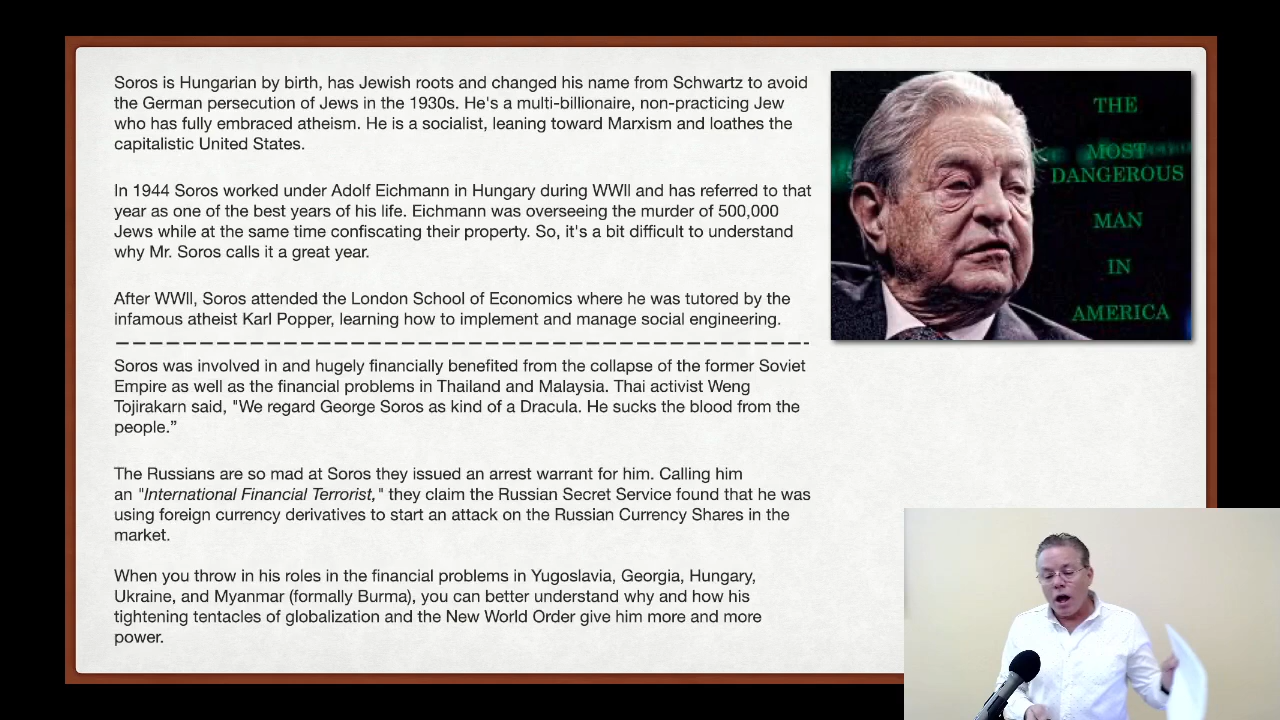 Soros is Hungarian by birth, has Jewish roots and changed his name from Schwartz to avoid
the German persecution of Jews in the 1930s. He's a multi-billionaire, non-practicing Jew
who has fully embraced atheism. He is a socialist, leaning toward Marxism and loathes the
capitalistic United States.
In 1944 Soros worked under Adolf Eichmann in Hungary during WWII and has referred to that
year as one of the best years of his life. Eichmann was overseeing the murder of 500,000
Jews while at the same time confiscating their property. So, it's a bit difficult to understand
why Mr. Soros calls it a great year.
After WWII, Soros attended the London School of Economics where he was tutored by the
infamous atheist Karl Popper, learning how to implement and manage social engineering.
Soros was involved in and hugely financially benefited from the collapse of the former Soviet
Empire as well as the financial problems in Thailand and Malaysia. Thai activist Weng
Tojirakarn said, "We regard George Soros as kind of a Dracula. He sucks the blood from the
people.”
The Russians are so mad at Soros they issued an arrest warrant for him. Calling him
an "International Financial Terrorist," they claim the Russian Secret Service found that he was
using foreign currency derivatives to start an attack on the Russian Currency Shares in the
market.
When you throw in his roles in the financial problems in Yugoslavia, Georgia, Hungary,
Ukraine, and Myanmar (formally Burma), you can better understand why and how his
tightening tentacles of globalization and the New World Order give him more and more
power.
THE
MOST
DANGEROUS
MAN
IN
AMERICA